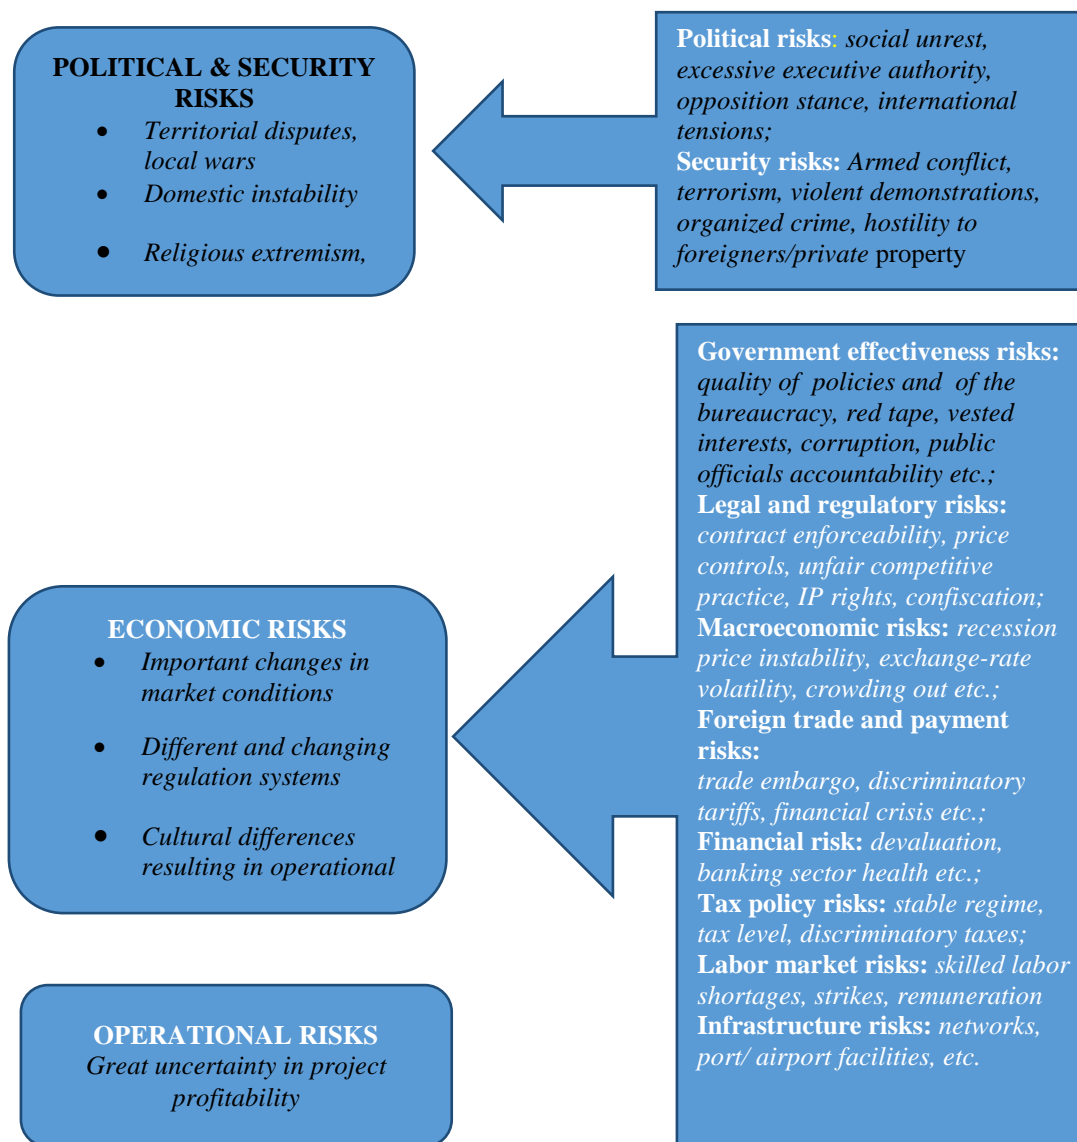 POLITICAL & SECURITY
RISKS
• Territorial disputes,
local wars
• Domestic instability
• Religious extremism,
Political risks: social unrest,
excessive executive authority,
opposition stance, international
tensions;
Security risks: Armed conflict,
terrorism, violent demonstrations,
organized crime, hostility to
foreigners/private property
ECONOMIC RISKS
• Important changes in
market conditions
• Different and changing
regulation systems
• Cultural differences
resulting in operational
Government effectiveness risks:
quality of policies and of the
bureaucracy, red tape, vested
interests, corruption, public
officials accountability etc.;
Legal and regulatory risks:
contract enforceability, price
controls, unfair competitive
practice, IP rights, confiscation;
Macroeconomic risks: recession
price instability, exchange-rate
volatility, crowding out etc.;
Foreign trade and payment
risks:
trade embargo, discriminatory
tariffs, financial crisis etc.;
Financial risk: devaluation,
banking sector health etc.;
Tax policy risks: stable regime,
tax level, discriminatory taxes;
Labor market risks: skilled labor
shortages, strikes, remuneration
Infrastructure risks: networks,
port/ airport facilities, etc.
OPERATIONAL RISKS
Great uncertainty in project
profitability